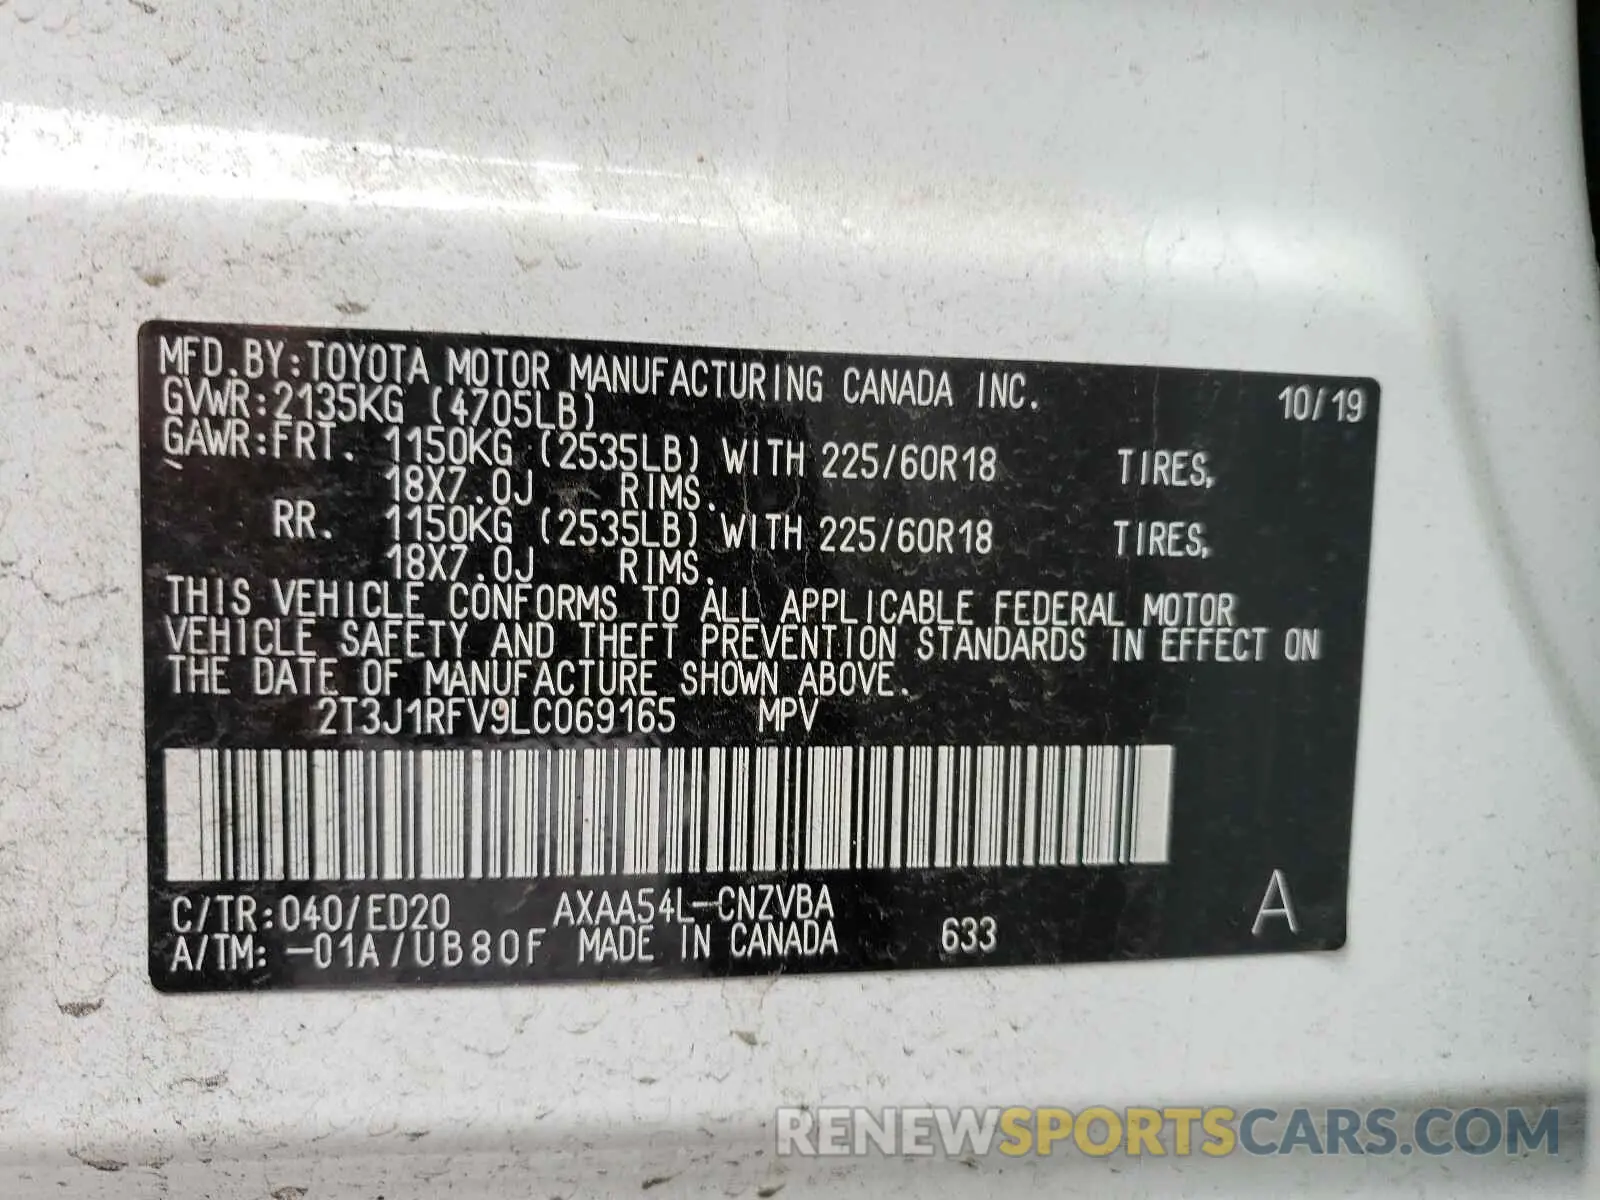 MFD.BY:TOYOTA MOTOR MANUFACTURING CANADA INC. 10/19
GVWR:2135KG (4705LB)
GAWR:FRT. 1150KG (2535LB) WITH 225/60R18 TIRES,
18X7.0J RIMS.
RR. 1150KG (2535LB) WITH 225/60R18 TIRES,
18X7.0J RIMS.
THIS VEHICLE CONFORMS TO ALL APPLICABLE FEDERAL MOTOR
VEHICLE SAFETY AND THEFT PREVENTION STANDARDS IN EFFECT ON
THE DATE OF MANUFACTURE SHOWN ABOVE.
2T3J1RFV9LC069165 MPV
C/TR:040/ED20 AXAA54L-CNZVBA
A/TM:-01A/UB80F MADE IN CANADA 633 A
RENEWSPORTSCARS.COM